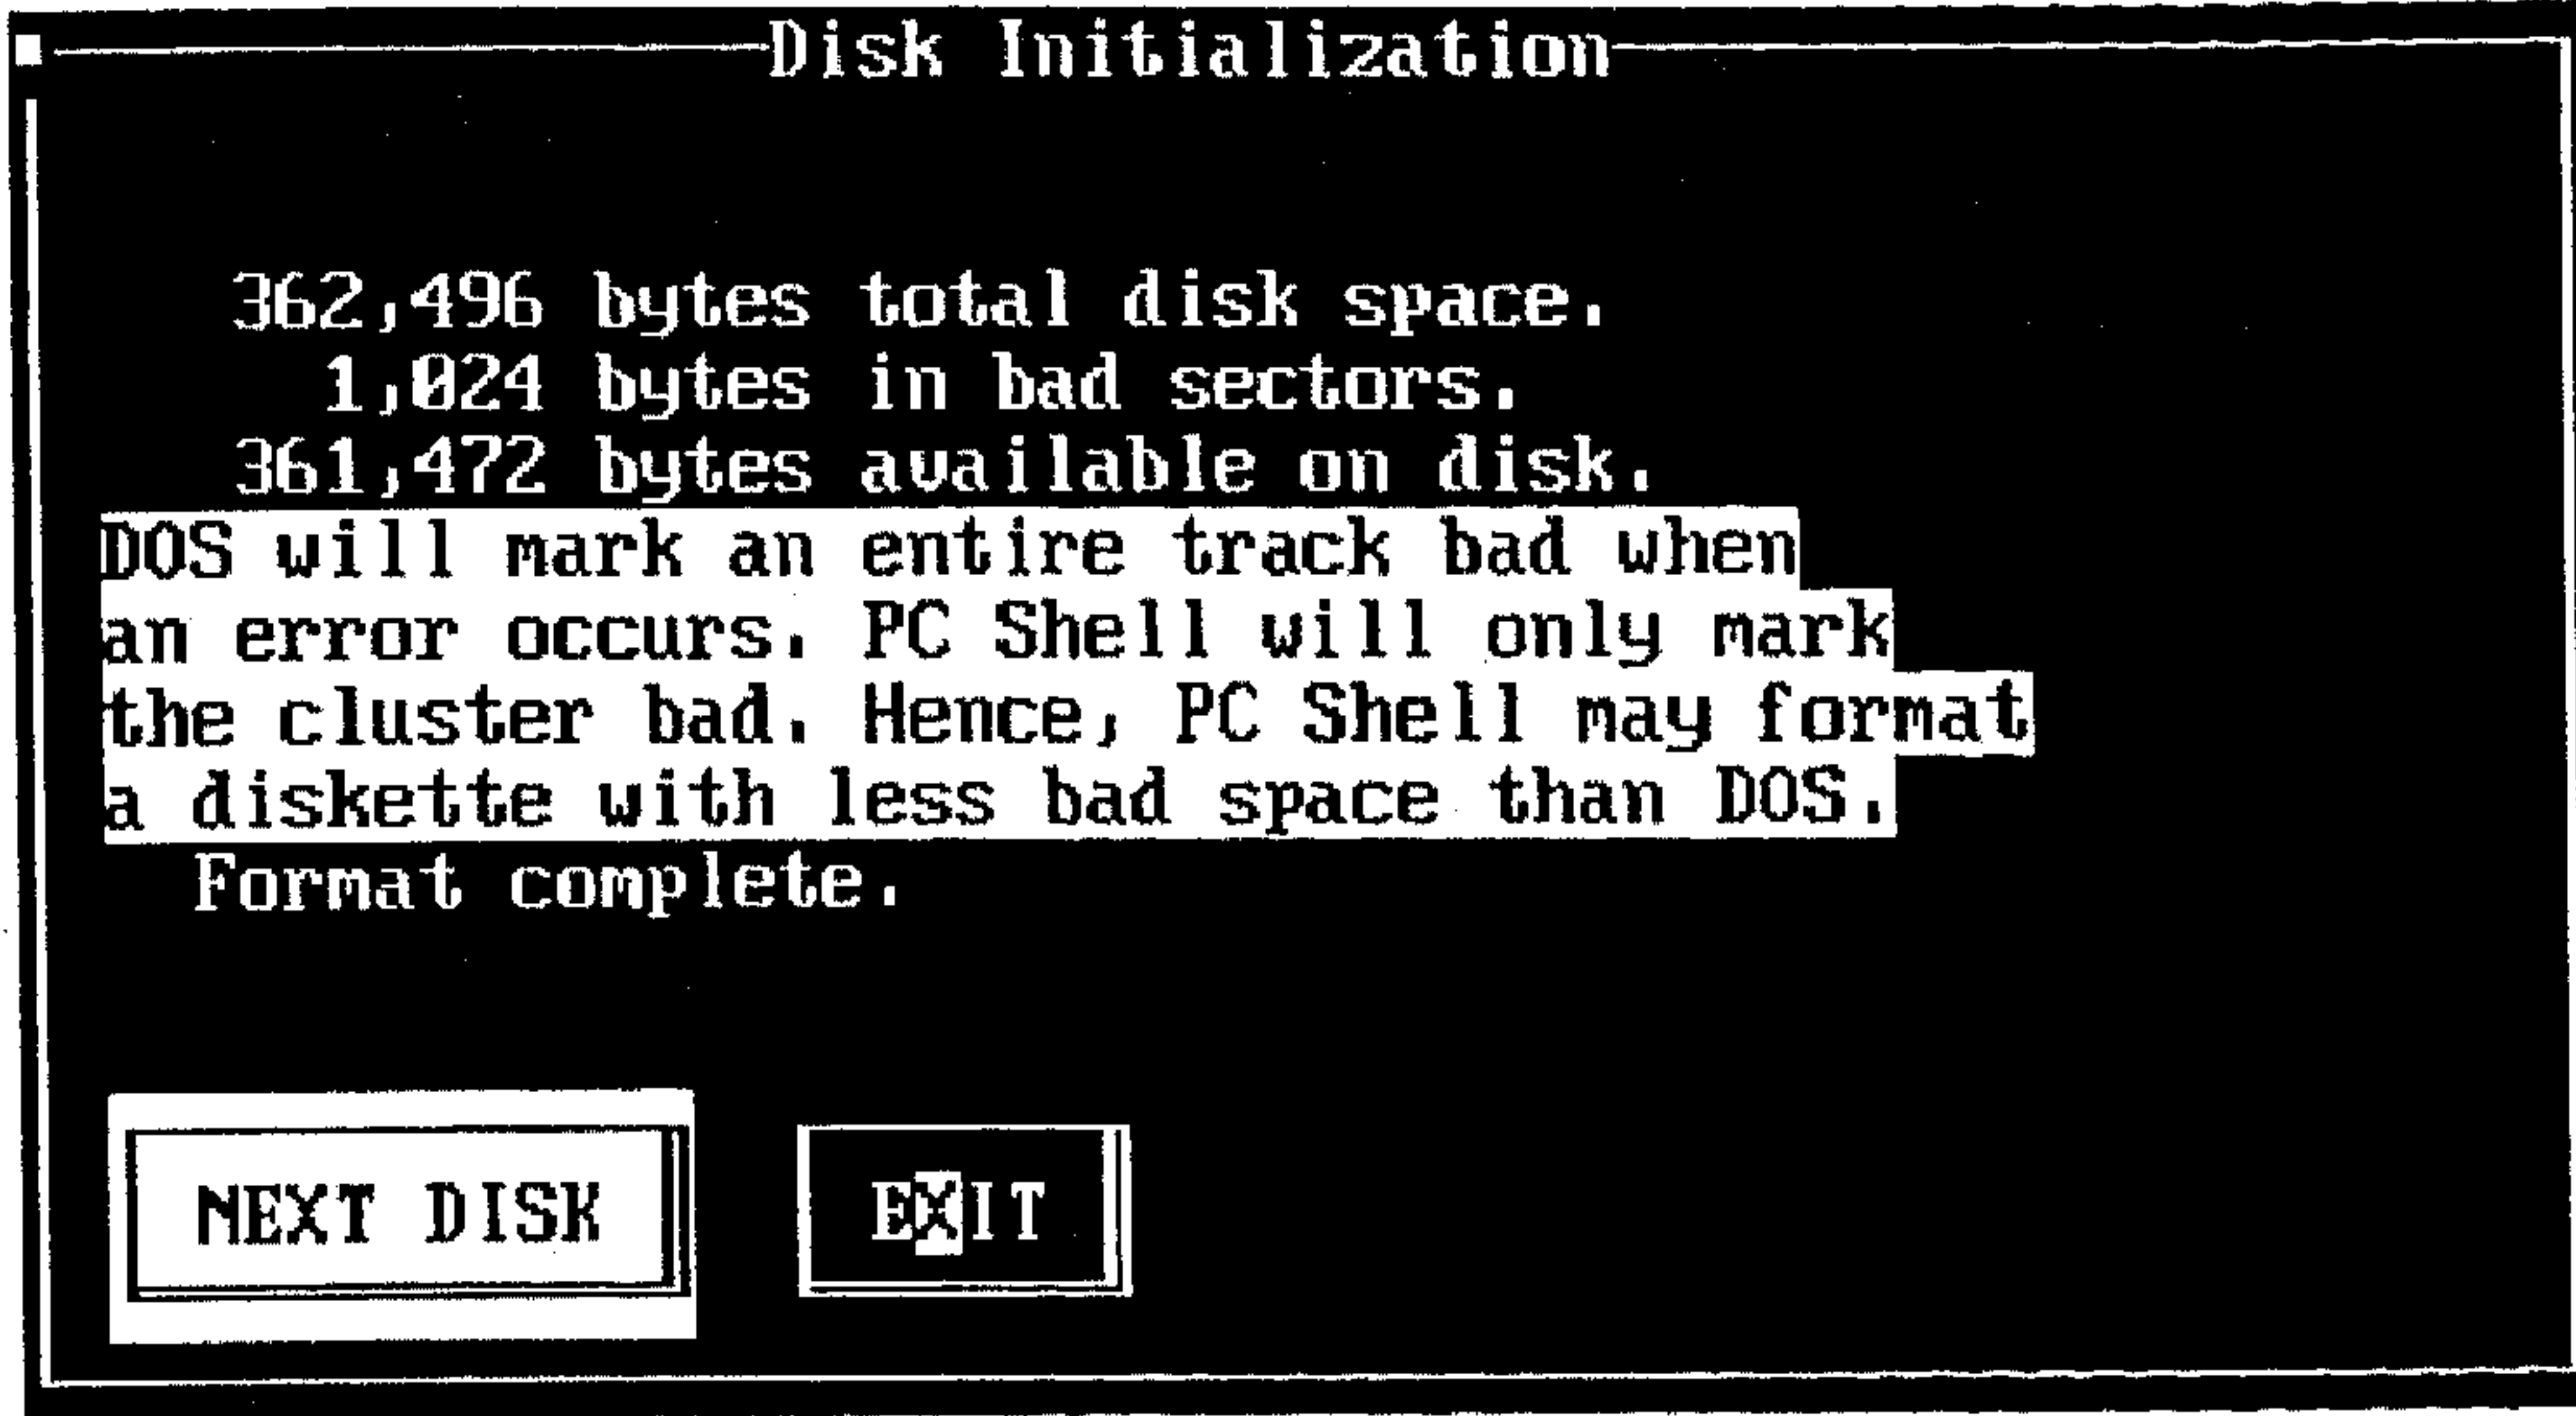 Disk Initialization
362,496 bytes total disk space.
1,024 bytes in bad sectors.
361,472 bytes available on disk.
DOS will mark an entire track bad when
an error occurs. PC Shell will only mark
the cluster bad. Hence, PC Shell may format
a diskette with less bad space than DOS.
Format complete.
NEXT DISK EXIT